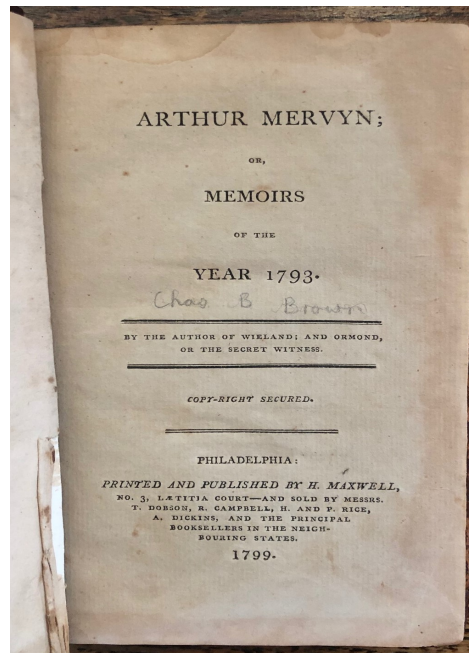 ARTHUR MERVYN;
OR,
MEMOIRS
OF THE
YEAR 1793.
Chas B Brown
BY THE AUTHOR OF WIELAND; AND ORMOND,
OR THE SECRET WITNESS.
COPY-RIGHT SECURED.
PHILADELPHIA:
PRINTED AND PUBLISHED BY H. MAXWELL,
NO. 3, LÆTITIA COURT—AND SOLD BY MESSRS.
T. DOBSON, R. CAMPBELL, H. AND P. RICE,
A. DICKINS, AND THE PRINCIPAL
BOOKSELLERS IN THE NEIGH-
BOURING STATES.
1799.